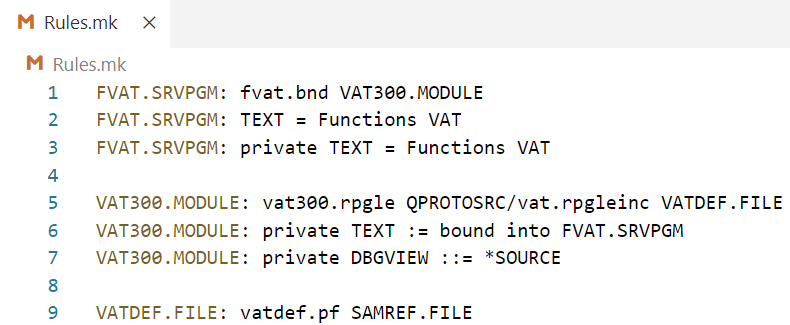 M Rules.mk ×
M Rules.mk
1 FVAT.SRVPGM: fvat.bnd VAT300.MODULE
2 FVAT.SRVPGM: TEXT = Functions VAT
3 FVAT.SRVPGM: private TEXT = Functions VAT
4
5 VAT300.MODULE: vat300.rpgle QPROTOSRC/vat.rpgleinc VATDEF.FILE
6 VAT300.MODULE: private TEXT := bound into FVAT.SRVPGM
7 VAT300.MODULE: private DBGVIEW ::= *SOURCE
8
9 VATDEF.FILE: vatdef.pf SAMREF.FILE